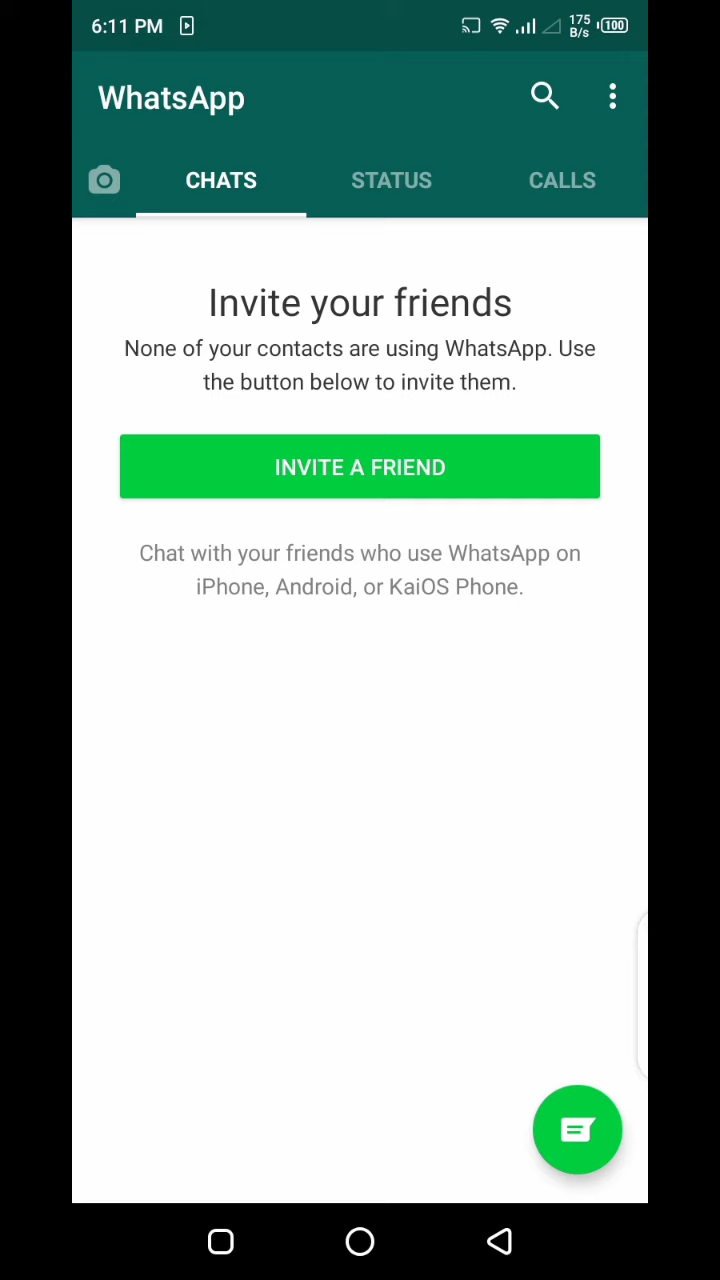 6:11 PM 175 B/s 100
WhatsApp
CHATS STATUS CALLS
Invite your friends
None of your contacts are using WhatsApp. Use
the button below to invite them.
INVITE A FRIEND
Chat with your friends who use WhatsApp on
iPhone, Android, or KaiOS Phone.